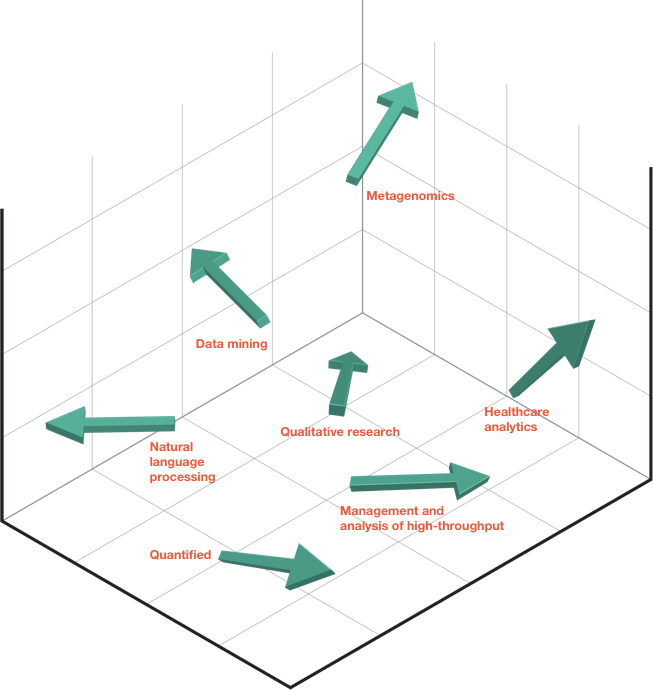 Metagenomics
Data mining
Healthcare
analytics
Qualitative research
Natural
language
processing
Management and
analysis of high-throughput
Quantified